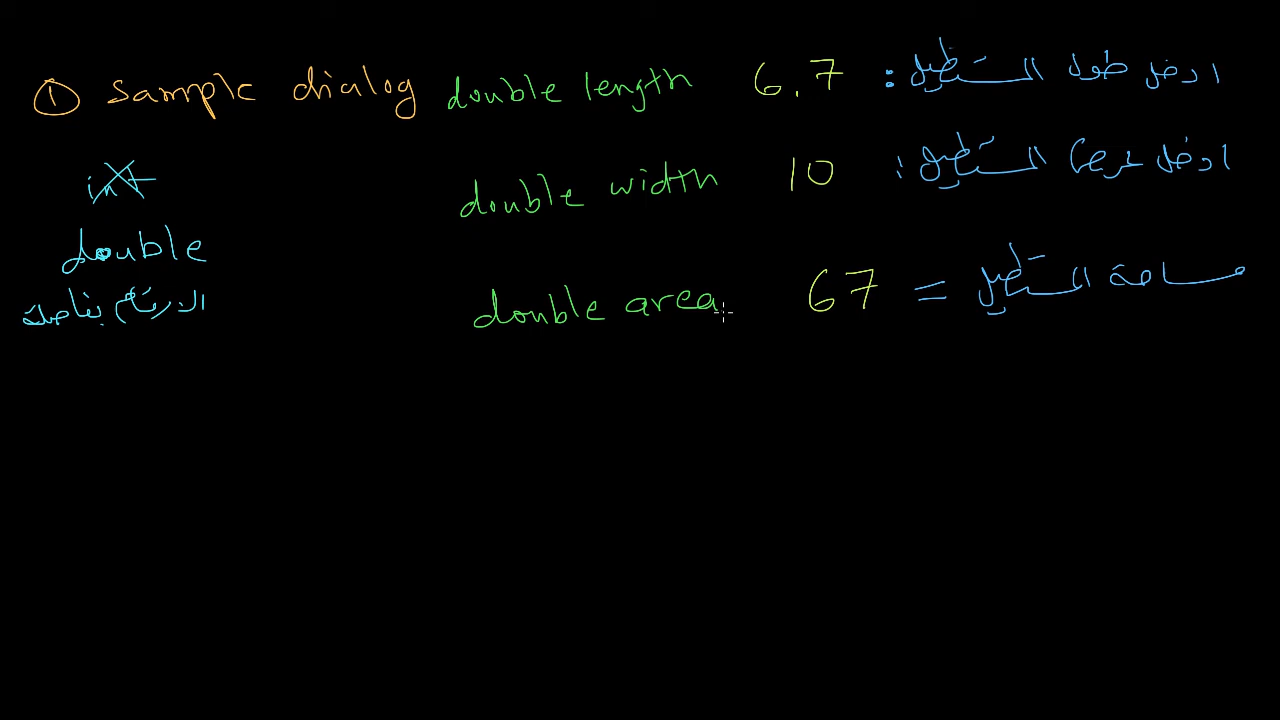 ① Sample dialog
double length 6.7 ادخل طول المستطيل :
int
double width 10 ادخل عرض المستطيل :
double
double area 67 = مساحة المستطيل
الارقام بفاصلة